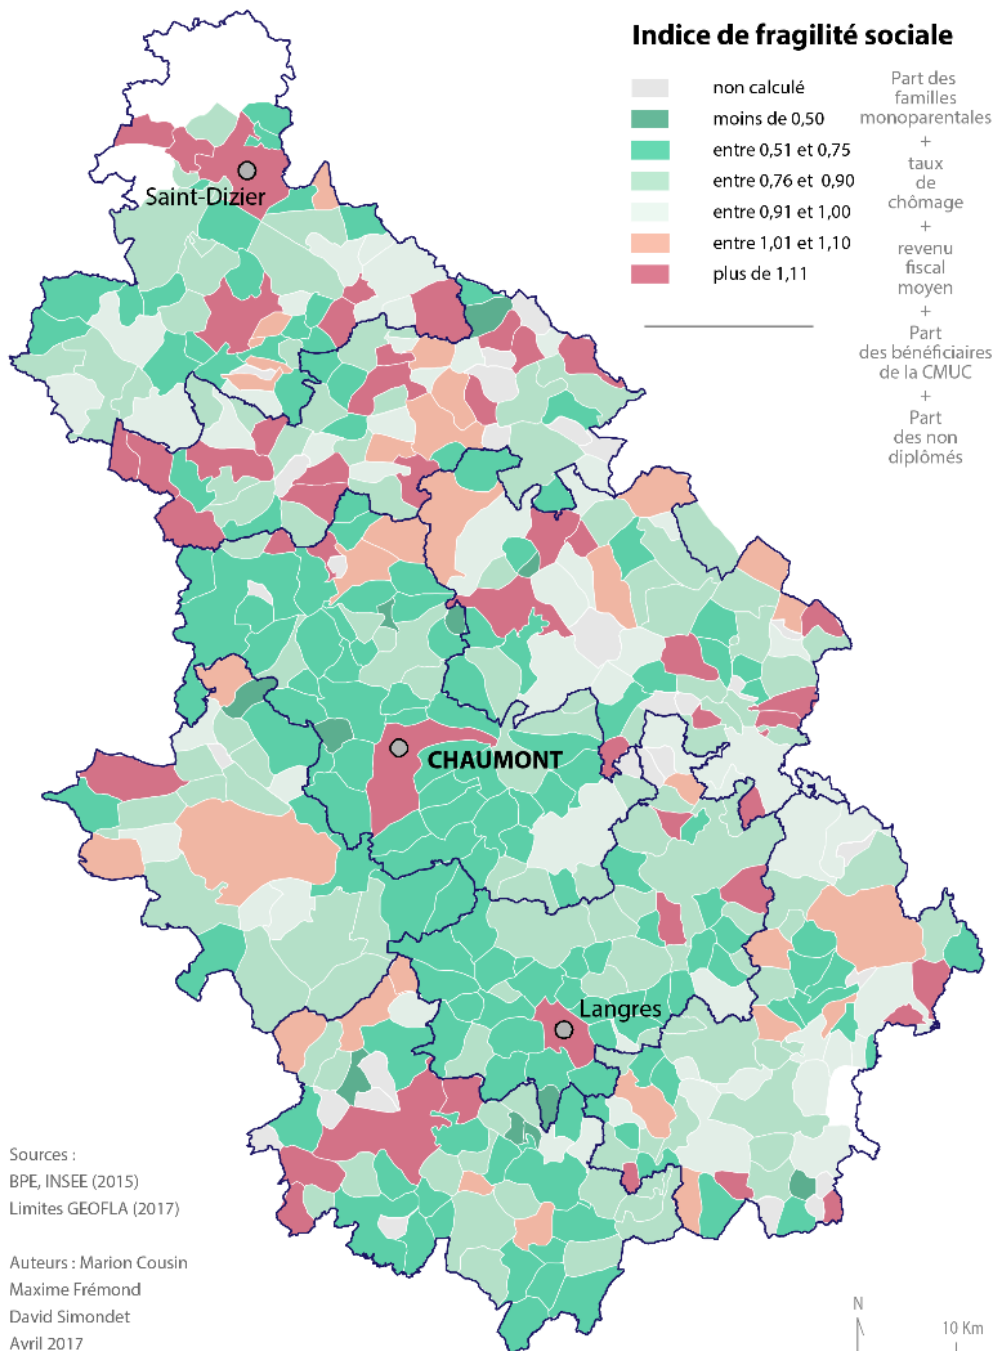 Indice de fragilité sociale
non calculé
moins de 0,50
entre 0,51 et 0,75
entre 0,76 et 0,90
entre 0,91 et 1,00
entre 1,01 et 1,10
plus de 1,11
Part des
familles
monoparentales
+
taux
de
chômage
+
revenu
fiscal
moyen
+
Part
des bénéficiaires
de la CMUC
+
Part
des non
diplômés
Saint-Dizier
CHAUMONT
Langres
Sources :
BPE, INSEE (2015)
Limites GEOFLA (2017)
Auteurs : Marion Cousin
Maxime Frémond
David Simondet
Avril 2017
N
10 Km